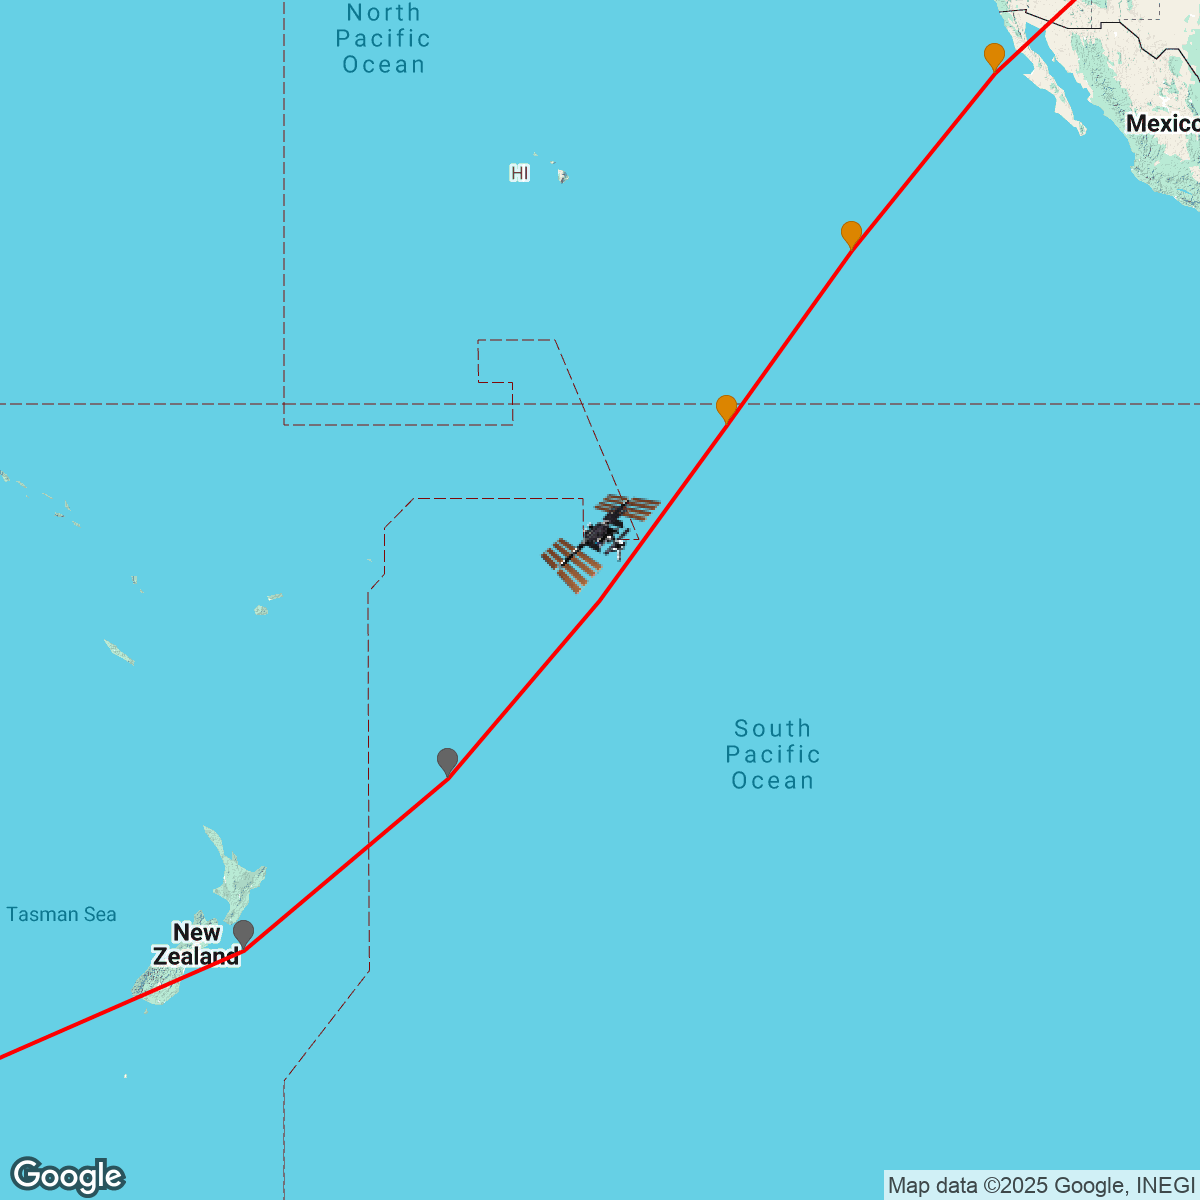 North
Pacific
Ocean
Mexico
HI
South
Pacific
Ocean
Tasman Sea
New
Zealand
Google
Map data ©2025 Google, INEGI